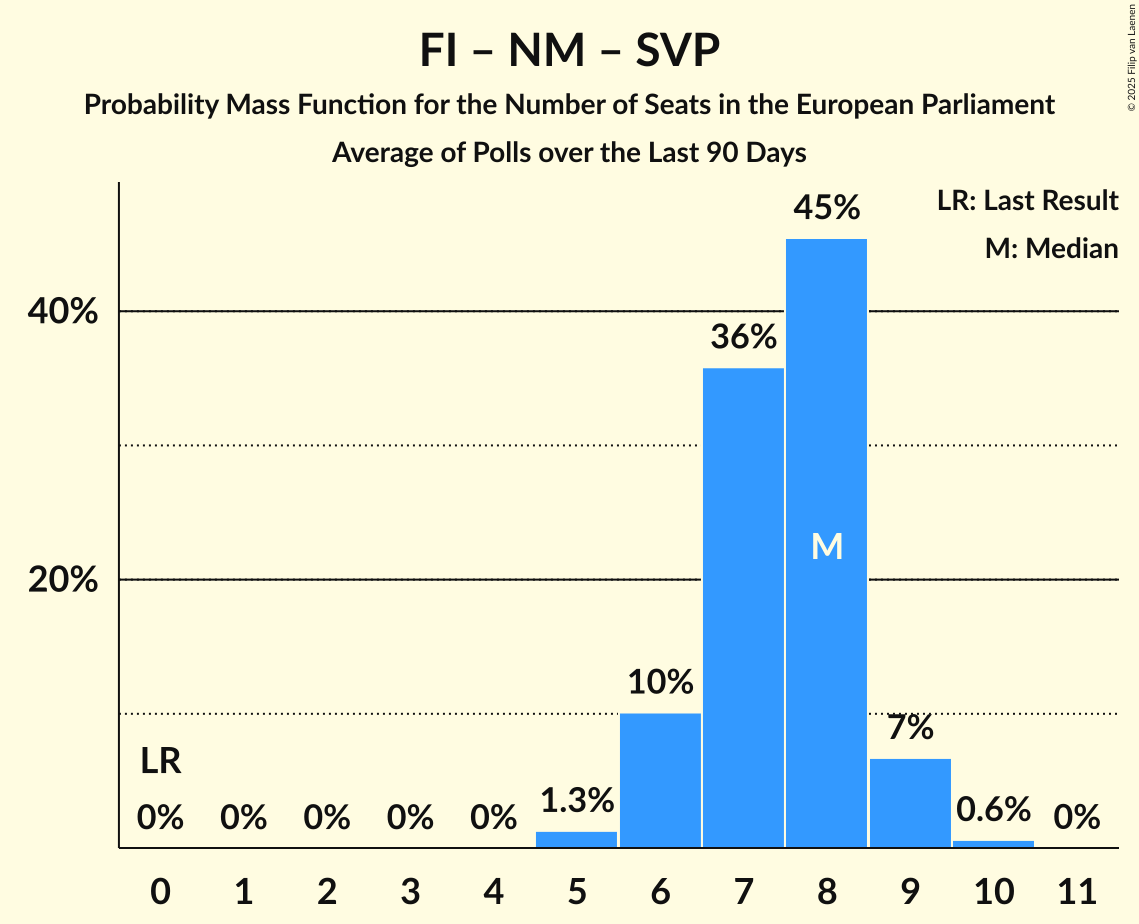 FI – NM – SVP
Probability Mass Function for the Number of Seats in the European Parliament
Average of Polls over the Last 90 Days
© 2025 Filip van Laenen
LR: Last Result
M: Median
45%
40%
36%
M
20%
10%
7%
LR
0% 0% 0% 0% 0% 1.3% 0.6% 0%
0 1 2 3 4 5 6 7 8 9 10 11